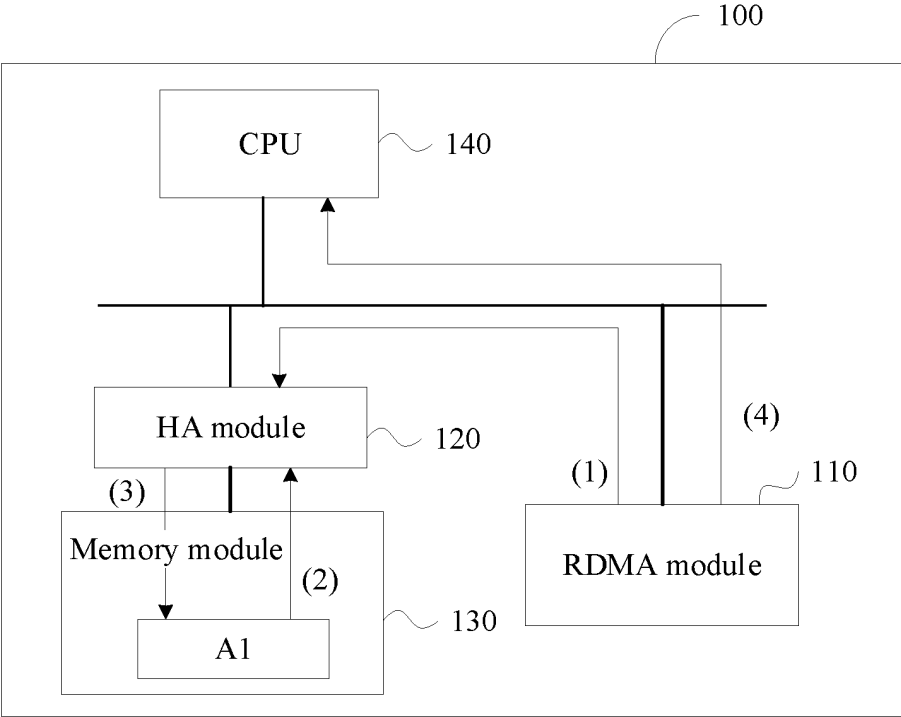 100
CPU
140
HA module
120
(1)
(4)
110
(3)
Memory module
(2)
RDMA module
130
A1